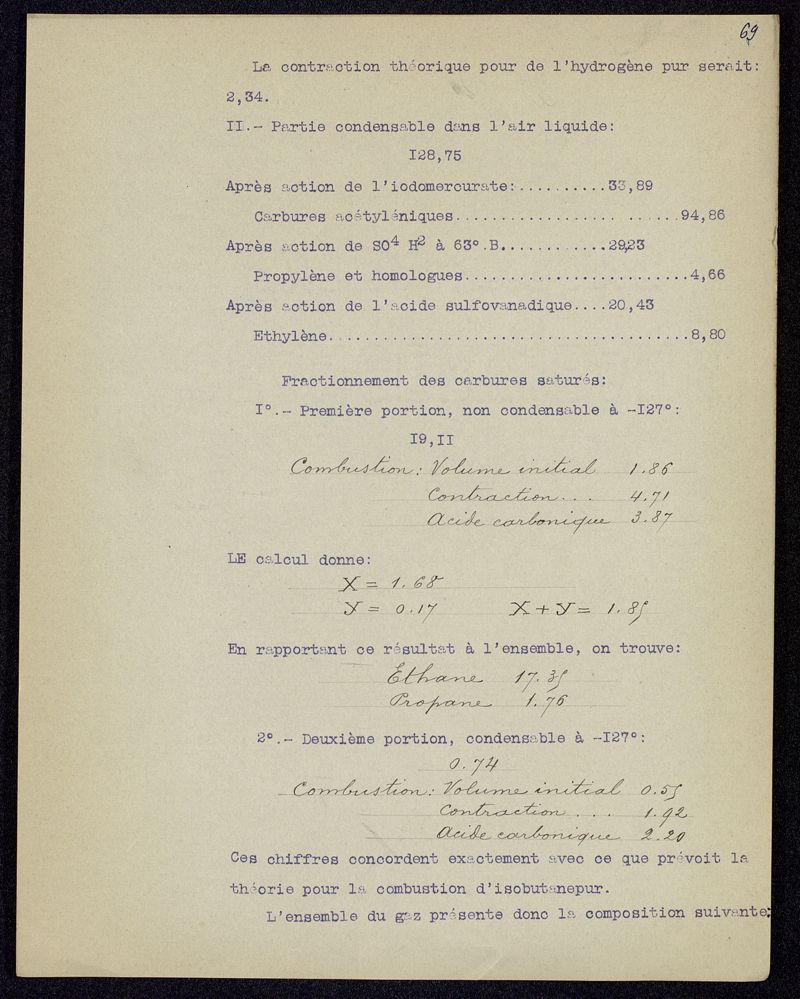 69
La contraction théorique pour de l'hydrogène pur serait:
2,34.
II.- Partie condensable dans l'air liquide:
I28,75
Après action de l'iodomercurate:..........33,89
Carbures acétyléniques.................. ......94,86
Après action de SO4 H2 à 63°.B............29,23
Propylène et homologues.........................4,66
Après action de l'acide sulfovanadique....20,43
Ethylène.......................................8,80
Fractionnement des carbures saturés:
I°.- Première portion, non condensable à -I27°:
I9,II
Combustion: Volume initial 1.86
Contraction... 4.71
Acide carbonique 3.87
LE calcul donne:
X = 1.68
Y = 0.17 X + Y = 1.85
En rapportant ce résultat à l'ensemble, on trouve:
Ethane 17.35
Propane 1.76
2°.- Deuxième portion, condensable à -I27°:
0.74
Combustion: Volume initial 0.55
Contraction... 1.92
Acide carbonique 2.20
Ces chiffres concordent exactement avec ce que prévoit la
théorie pour la combustion d'isobutanepur.
L'ensemble du gaz présente donc la composition suivante: